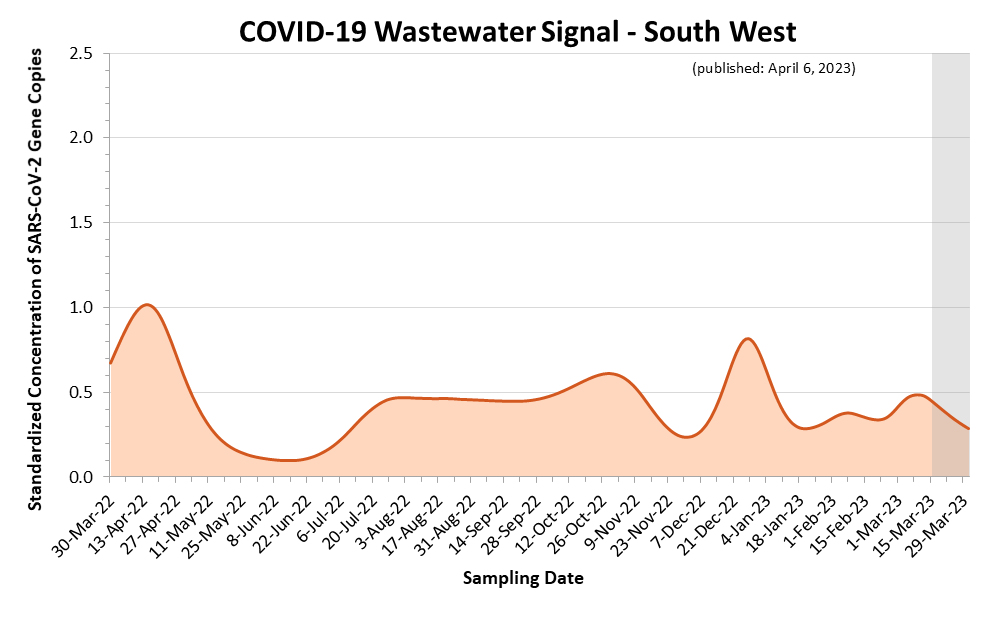 COVID-19 Wastewater Signal - South West
(published: April 6, 2023)
Standardized Concentration of SARS-CoV-2 Gene Copies
2.5
2.0
1.5
1.0
0.5
0.0
30-Mar-22
13-Apr-22
27-Apr-22
11-May-22
25-May-22
8-Jun-22
22-Jun-22
6-Jul-22
20-Jul-22
3-Aug-22
17-Aug-22
31-Aug-22
14-Sep-22
28-Sep-22
12-Oct-22
26-Oct-22
9-Nov-22
23-Nov-22
7-Dec-22
21-Dec-22
4-Jan-23
18-Jan-23
1-Feb-23
15-Feb-23
1-Mar-23
15-Mar-23
29-Mar-23
Sampling Date